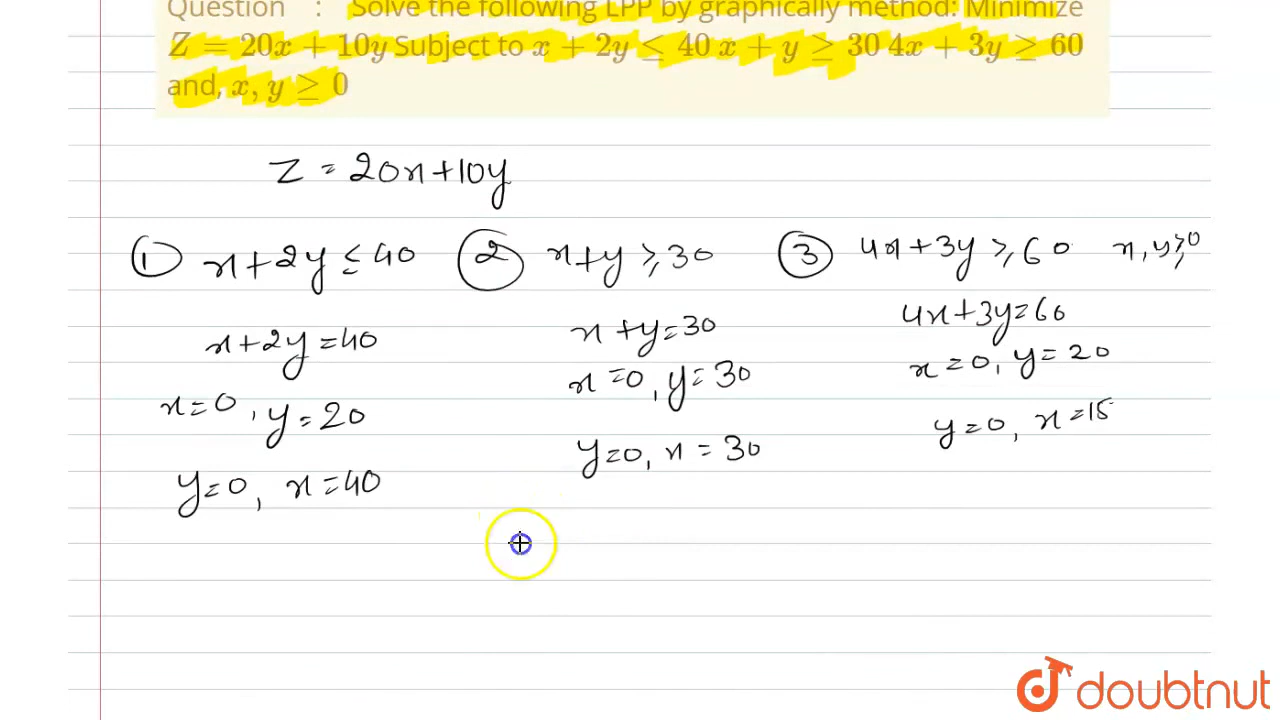 Question : Solve the following LPP by graphically method: Minimize
Z = 20x + 10y Subject to x + 2y ≤ 40 x + y ≥ 30 4x + 3y ≥ 60
and, x, y ≥ 0
Z = 20x+10y
① x+2y ≤ 40 ② x+y ≥ 30 ③ 4x+3y ≥ 60 x, y ≥ 0
x+2y=40 x+y=30 4x+3y=60
x=0, y=20 x=0, y=30 x=0, y=20
y=0, x=40 y=0, x=30 y=0, x=15
doubtnut